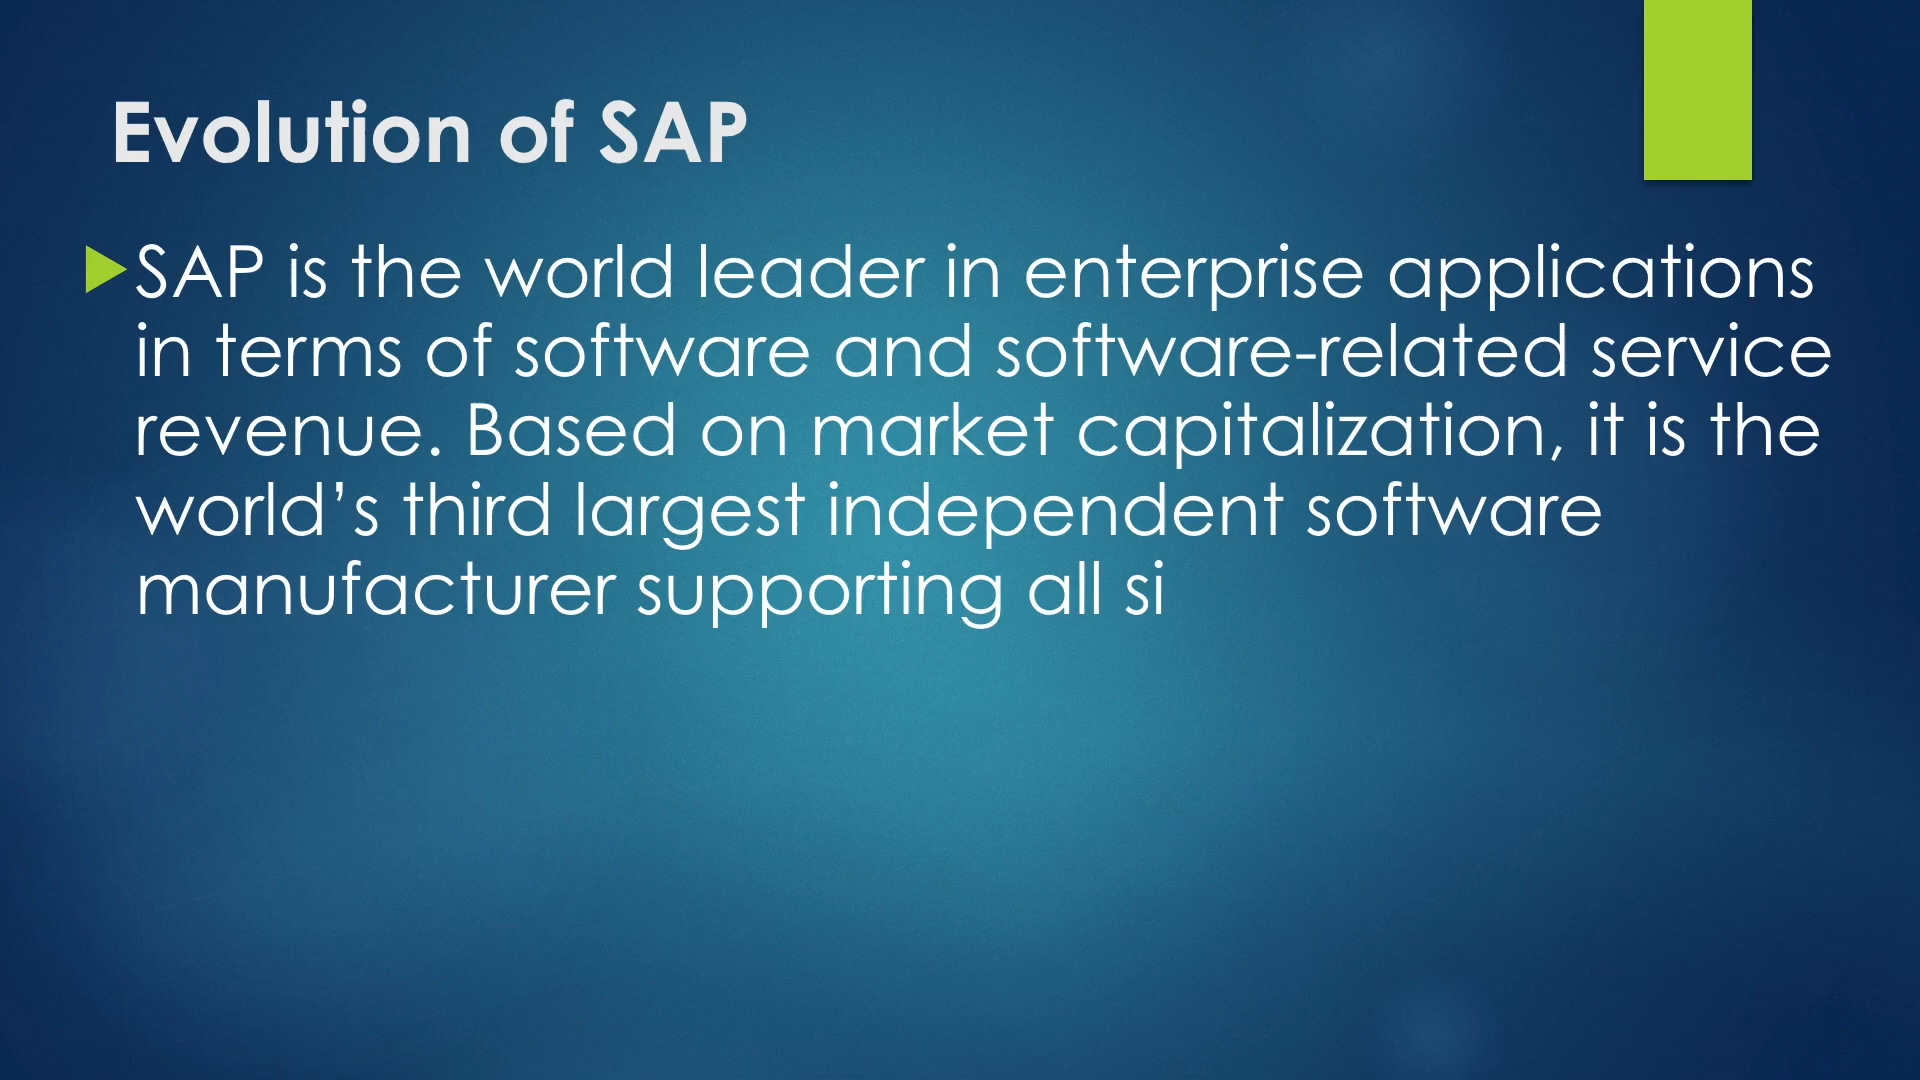 Evolution of SAP
SAP is the world leader in enterprise applications
in terms of software and software-related service
revenue. Based on market capitalization, it is the
world’s third largest independent software
manufacturer supporting all si